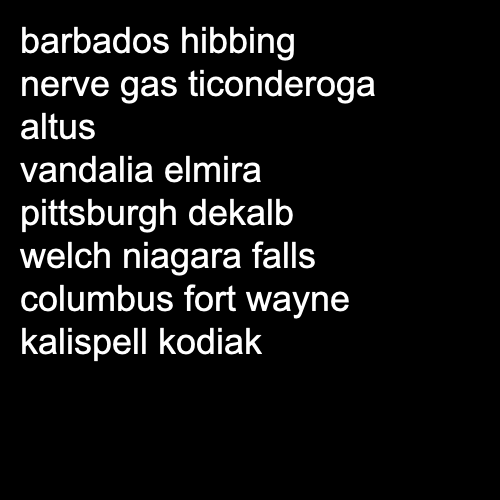 barbados hibbing
nerve gas ticonderoga
altus
vandalia elmira
pittsburgh dekalb
welch niagara falls
columbus fort wayne
kalispell kodiak